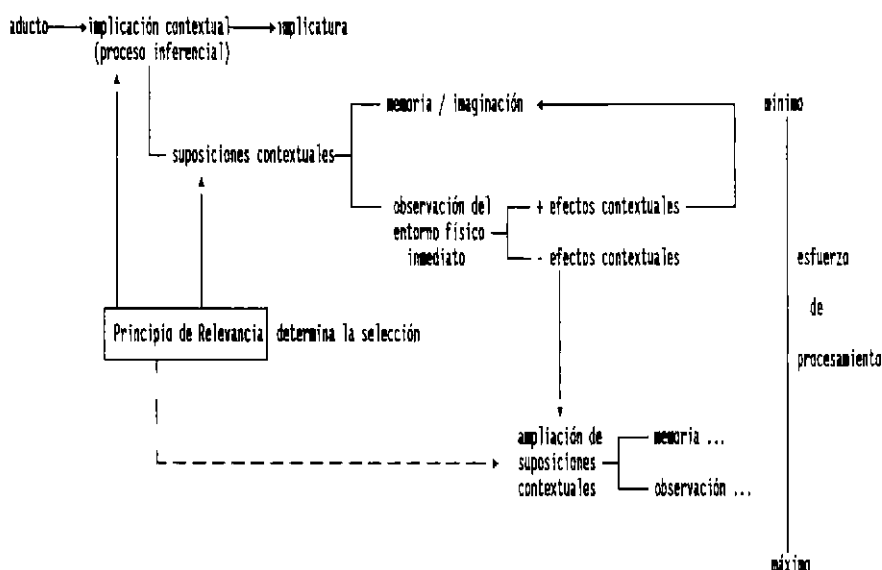 aducto implicación contextual implicatura
(proceso inferencial)
memoria / imaginación mínimo
suposiciones contextuales
observación del + efectos contextuales
entorno físico
inmediato - efectos contextuales
esfuerzo
de
procesamiento
Principio de Relevancia determina la selección
ampliación de memoria ...
suposiciones
contextuales observación ...
máximo